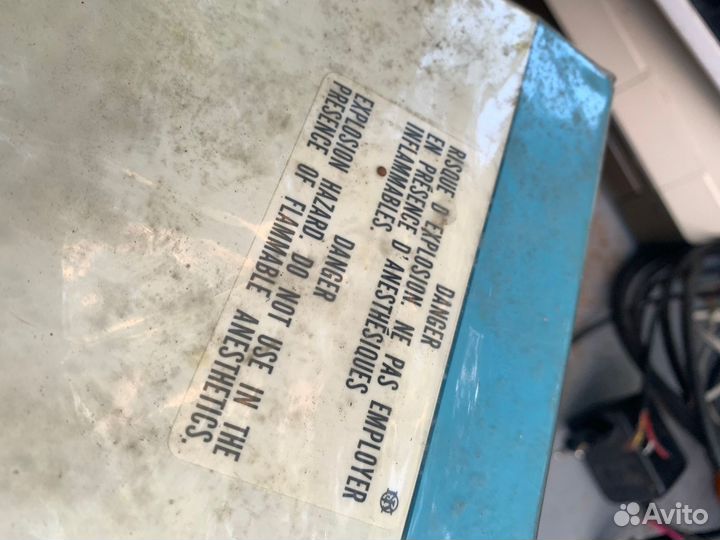 DANGER
RISQUE D'EXPLOSION. NE PAS EMPLOYER
EN PRÉSENCE D'ANESTHÉSIQUES
INFLAMMABLES.
DANGER
EXPLOSION HAZARD. DO NOT USE IN THE
PRESENCE OF FLAMMABLE ANESTHETICS.
Avito